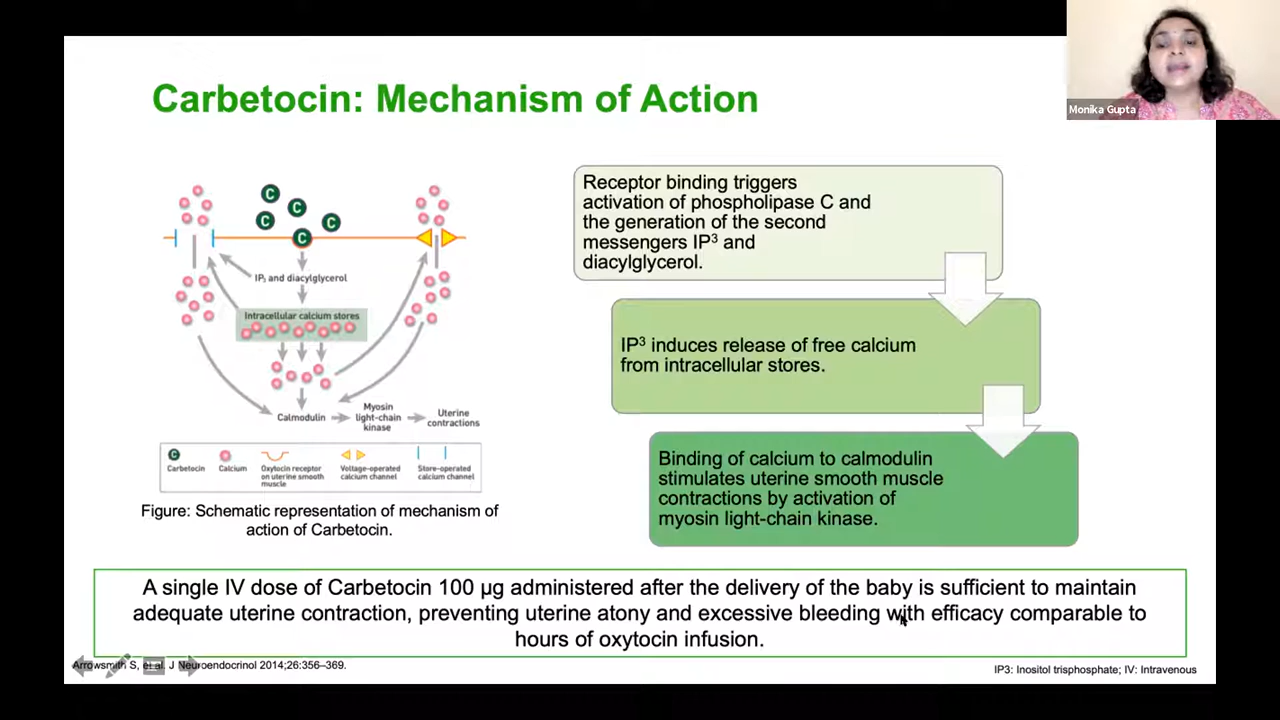 Monika Gupta
Carbetocin: Mechanism of Action
C
C
C
C
C
IP3 and diacylglycerol
Intracellular calcium stores
Calmodulin
Myosin
light-chain
kinase
Uterine
contractions
C
Carbetocin
Calcium
Oxytocin receptor
on uterine smooth
muscle
Voltage-operated
calcium channel
Store-operated
calcium channel
Figure: Schematic representation of mechanism of
action of Carbetocin.
Receptor binding triggers
activation of phospholipase C and
the generation of the second
messengers IP³ and
diacylglycerol.
IP³ induces release of free calcium
from intracellular stores.
Binding of calcium to calmodulin
stimulates uterine smooth muscle
contractions by activation of
myosin light-chain kinase.
A single IV dose of Carbetocin 100 µg administered after the delivery of the baby is sufficient to maintain
adequate uterine contraction, preventing uterine atony and excessive bleeding with efficacy comparable to
hours of oxytocin infusion.
Arrowsmith S, et al. J Neuroendocrinol 2014;26:356–369.
IP3: Inositol trisphosphate; IV: Intravenous